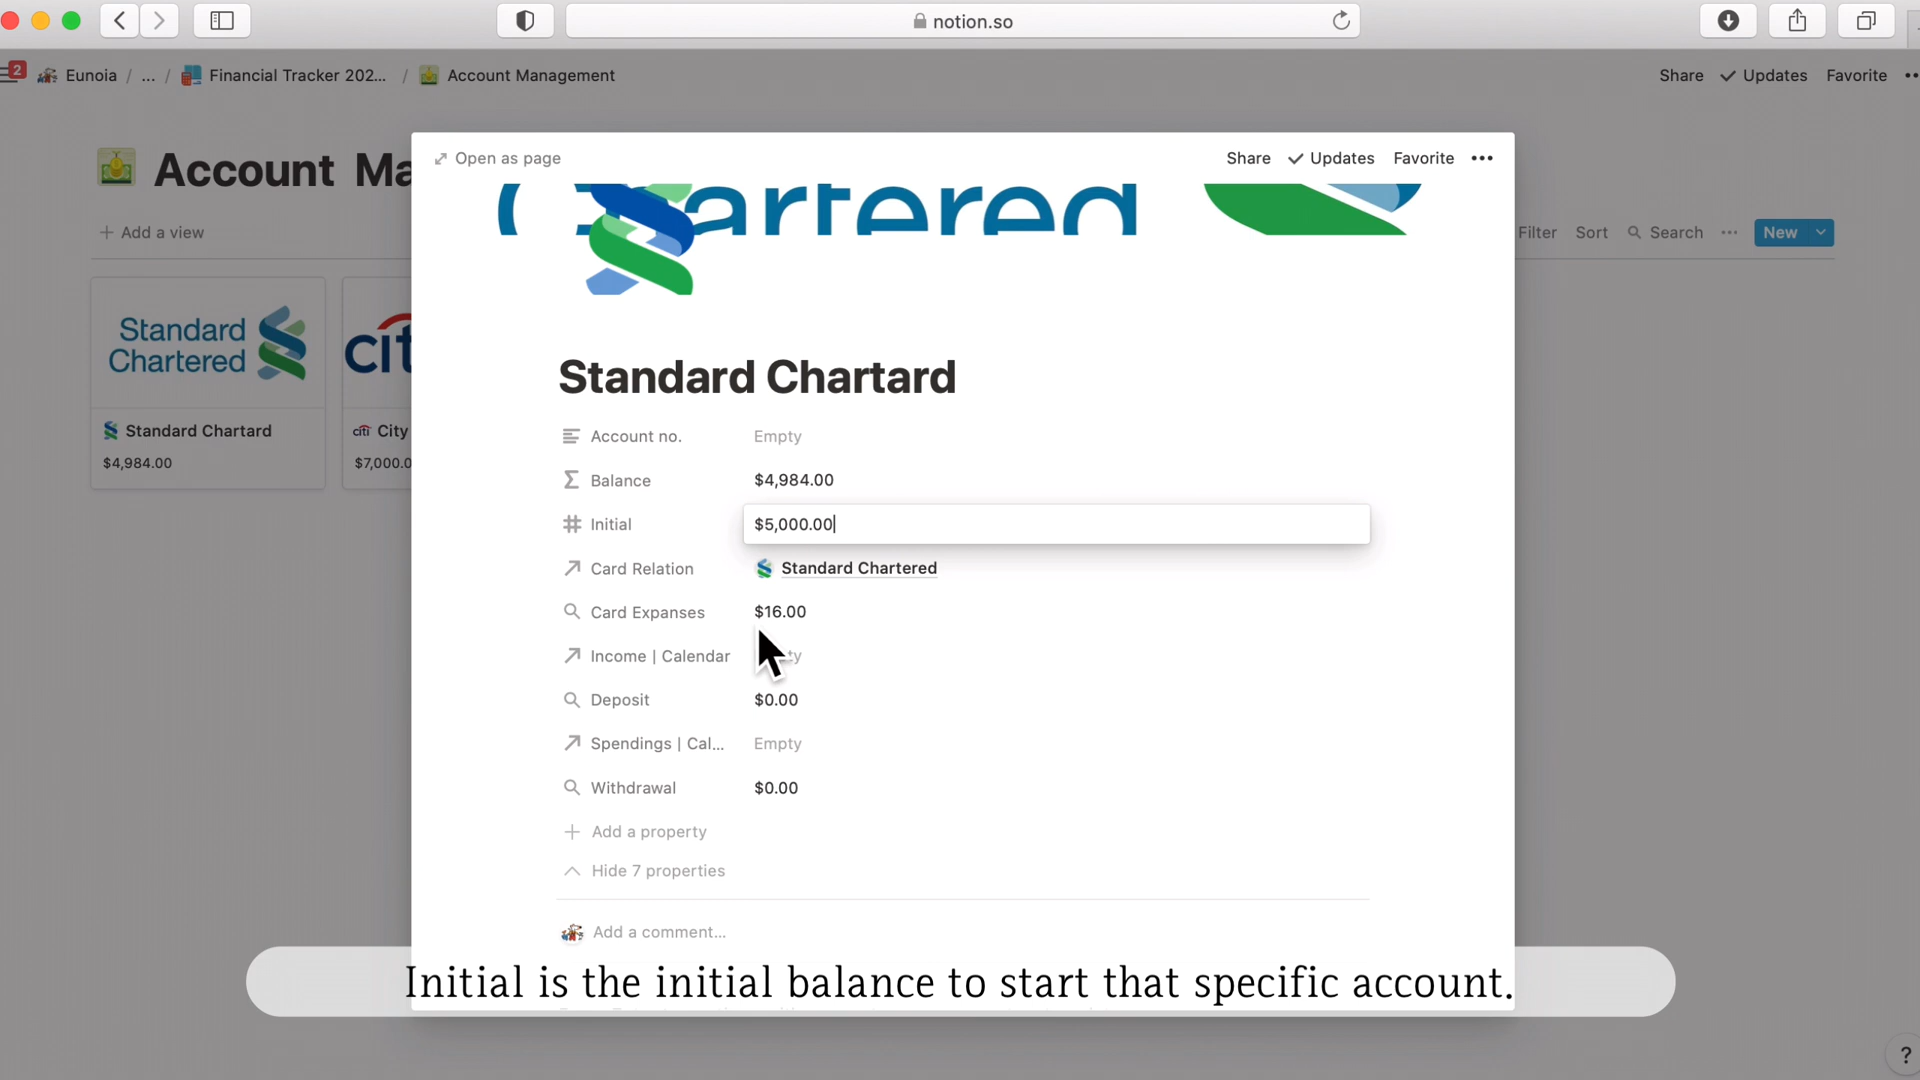 notion.so
2
Eunoia / ... / Financial Tracker 202... / Account Management
Share Updates Favorite
Account Ma
Add a view
Filter Sort Search New
Standard
Chartered
citi
Standard Chartard
$4,984.00
citi City
$7,000.0
Open as page
Share Updates Favorite
Chartered
Standard Chartard
Account no. Empty
Balance $4,984.00
Initial $5,000.00
Card Relation Standard Chartered
Card Expanses $16.00
Income | Calendar
Deposit $0.00
Spendings | Cal... Empty
Withdrawal $0.00
Add a property
Hide 7 properties
Add a comment...
Initial is the initial balance to start that specific account.
?